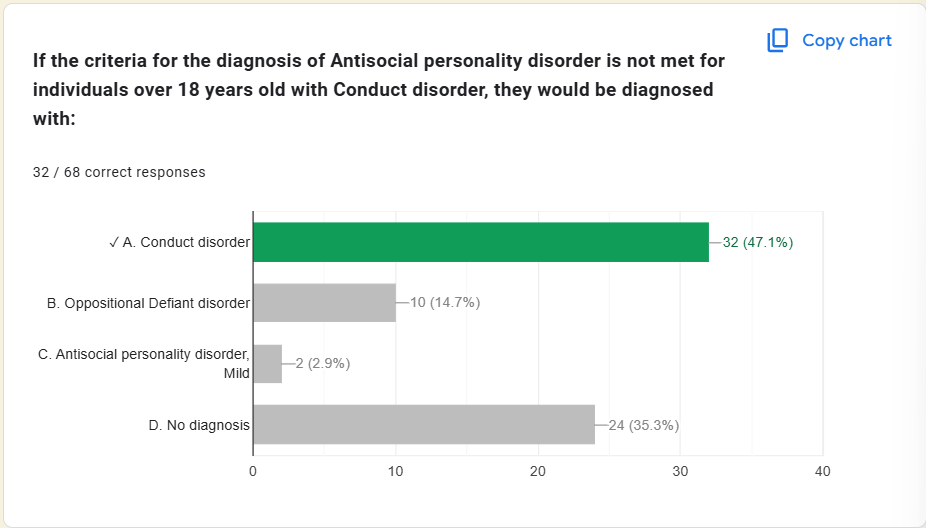 Copy chart
If the criteria for the diagnosis of Antisocial personality disorder is not met for
individuals over 18 years old with Conduct disorder, they would be diagnosed
with:
32 / 68 correct responses
✓ A. Conduct disorder
32 (47.1%)
B. Oppositional Defiant disorder
10 (14.7%)
C. Antisocial personality disorder,
Mild
2 (2.9%)
D. No diagnosis
24 (35.3%)
0 10 20 30 40